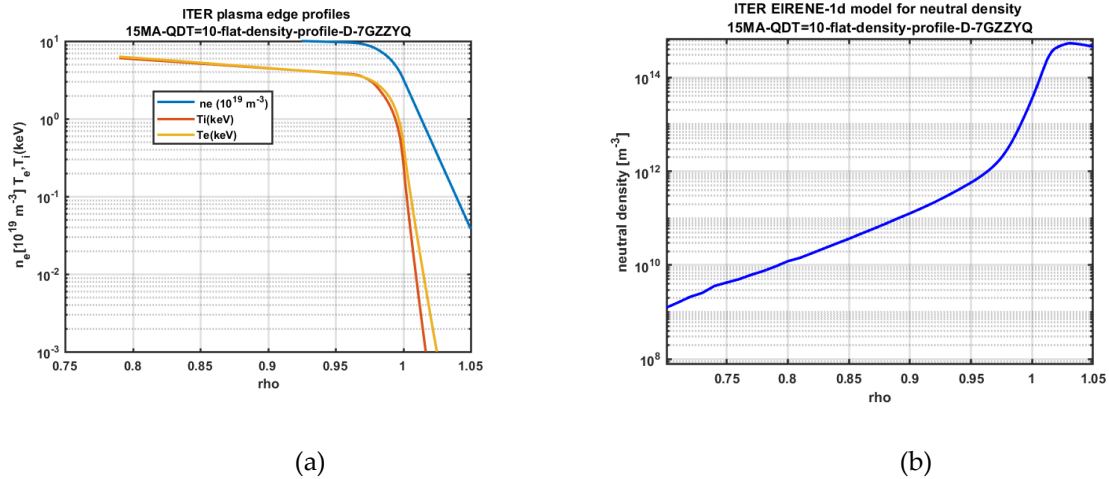 ITER plasma edge profiles
15MA-QDT=10-flat-density-profile-D-7GZZYQ
n_e[10^19 m^-3] T_e,T_i(keV)
10^1
10^0
10^-1
10^-2
10^-3
ne (10^19 m^-3)
Ti(keV)
Te(keV)
0.75 0.8 0.85 0.9 0.95 1 1.05
rho
(a)
ITER EIRENE-1d model for neutral density
15MA-QDT=10-flat-density-profile-D-7GZZYQ
neutral density [m^-3]
10^14
10^12
10^10
10^8
0.75 0.8 0.85 0.9 0.95 1 1.05
rho
(b)